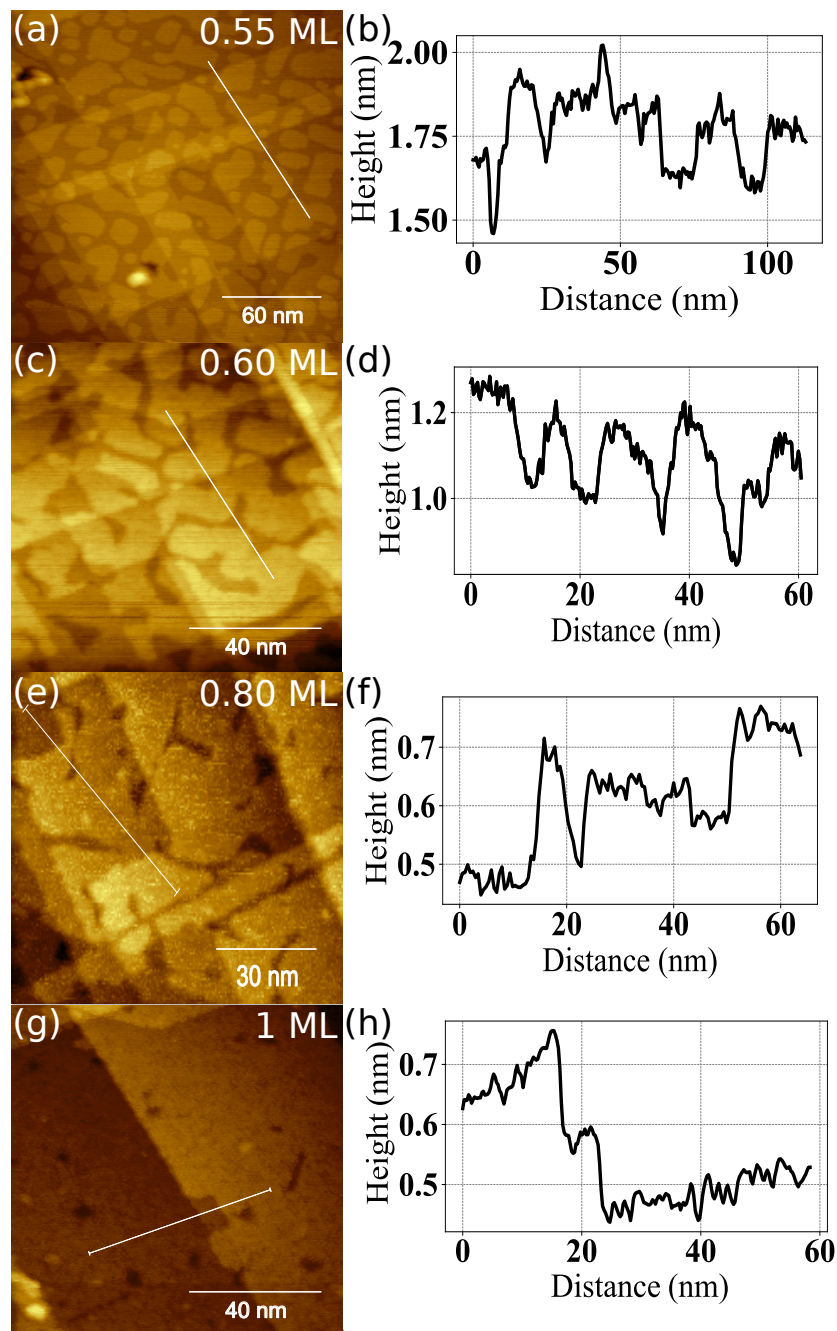 (a) 0.55 ML
60 nm
(b)
2.00
1.75
1.50
Height (nm)
0 50 100
Distance (nm)
(c) 0.60 ML
40 nm
(d)
1.2
1.0
Height (nm)
0 20 40 60
Distance (nm)
(e) 0.80 ML
30 nm
(f)
0.7
0.6
0.5
Height (nm)
0 20 40 60
Distance (nm)
(g) 1 ML
40 nm
(h)
0.7
0.6
0.5
Height (nm)
0 20 40 60
Distance (nm)